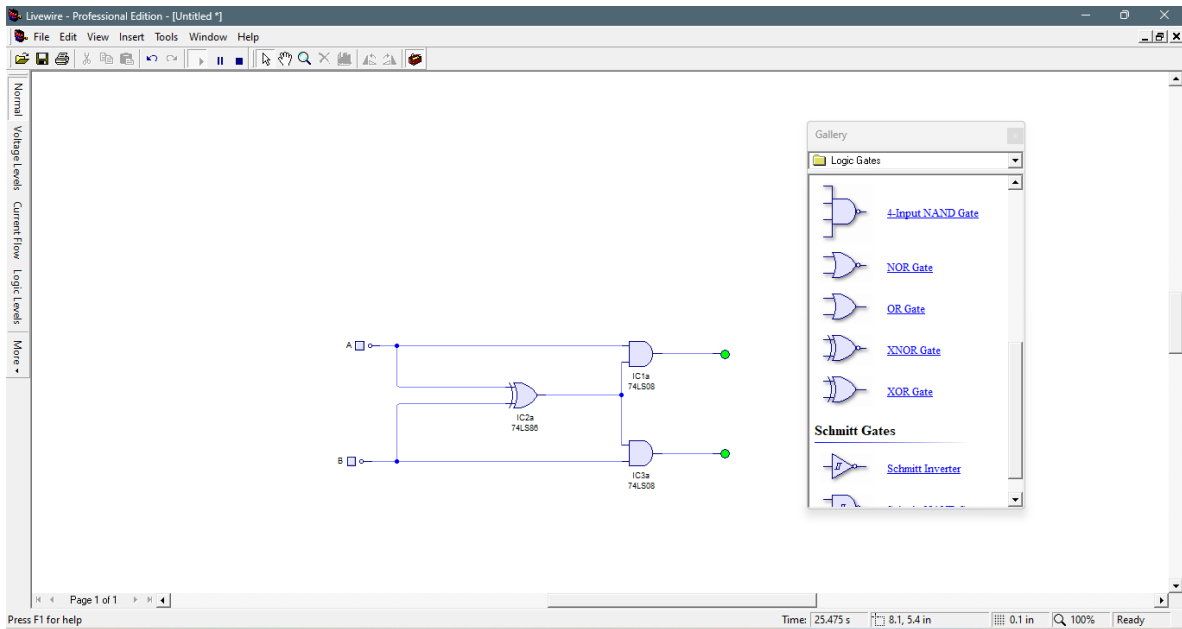 Livewire - Professional Edition - [Untitled *]
File Edit View Insert Tools Window Help
Normal
Voltage Levels
Current Flow
Logic Levels
More
Gallery
Logic Gates
4-Input NAND Gate
NOR Gate
OR Gate
XNOR Gate
XOR Gate
Schmitt Gates
Schmitt Inverter
A
IC1a
74LS08
IC2a
74LS86
B
IC3a
74LS08
Page 1 of 1
Press F1 for help
Time: 25.475 s 8.1, 5.4 in 0.1 in 100% Ready